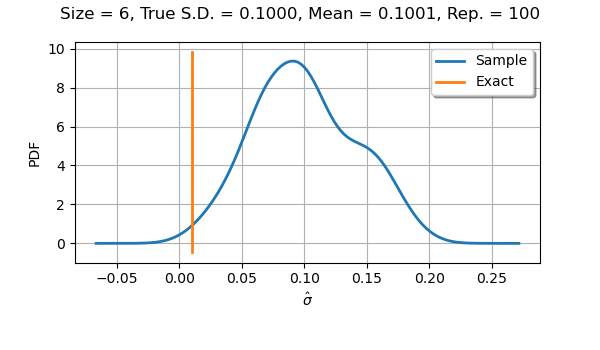 Size = 6, True S.D. = 0.1000, Mean = 0.1001, Rep. = 100
10
8
6
4
2
0
PDF
Sample
Exact
−0.05 0.00 0.05 0.10 0.15 0.20 0.25
σ̂